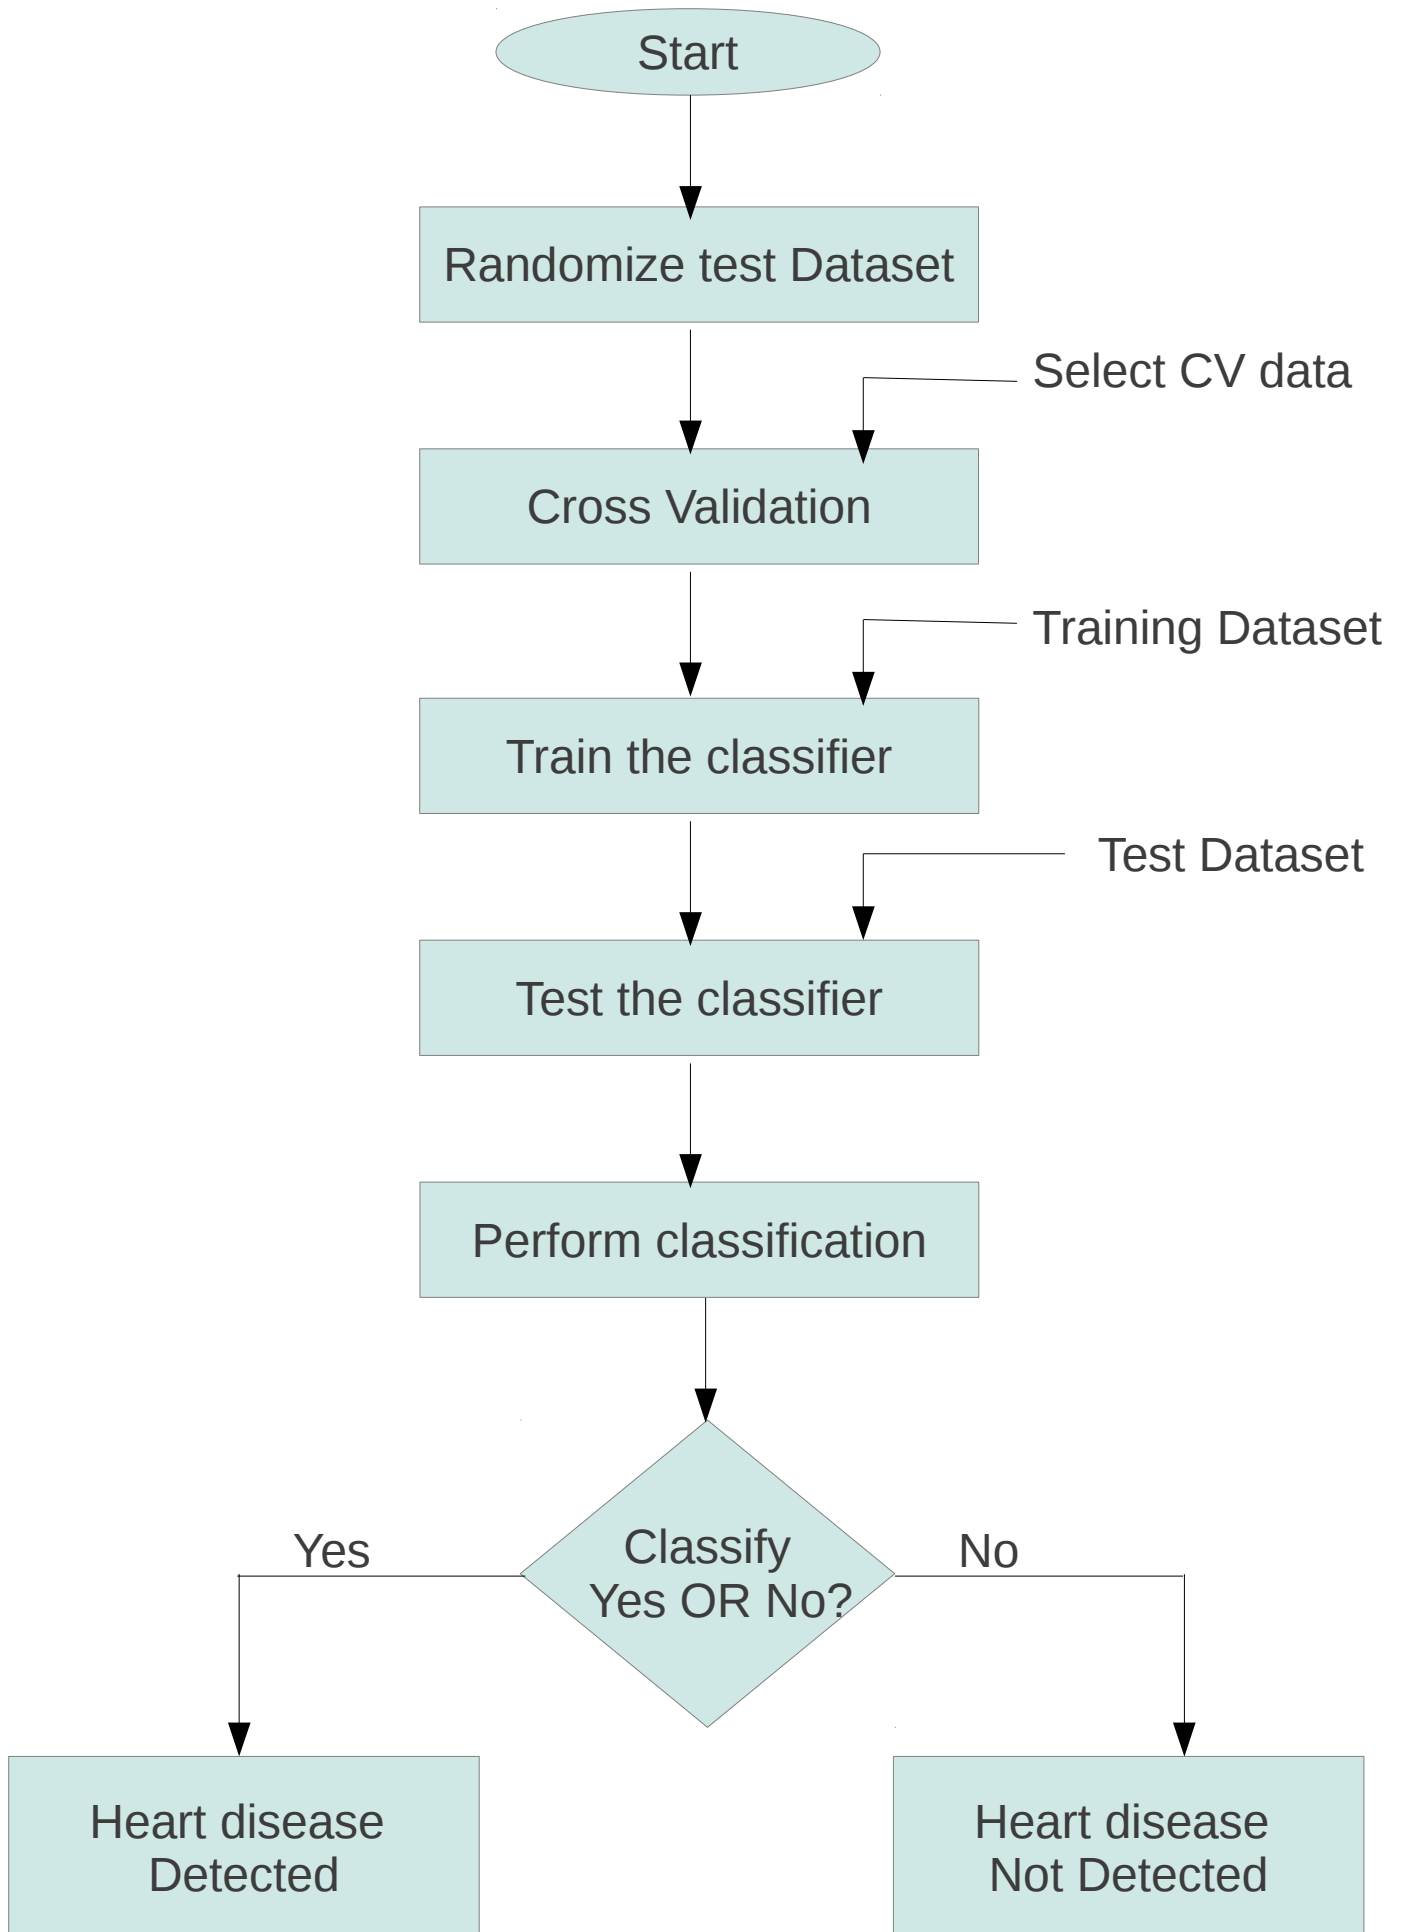 Start
Randomize test Dataset
Select CV data
Cross Validation
Training Dataset
Train the classifier
Test Dataset
Test the classifier
Perform classification
Classify
Yes OR No?
Yes
No
Heart disease
Detected
Heart disease
Not Detected